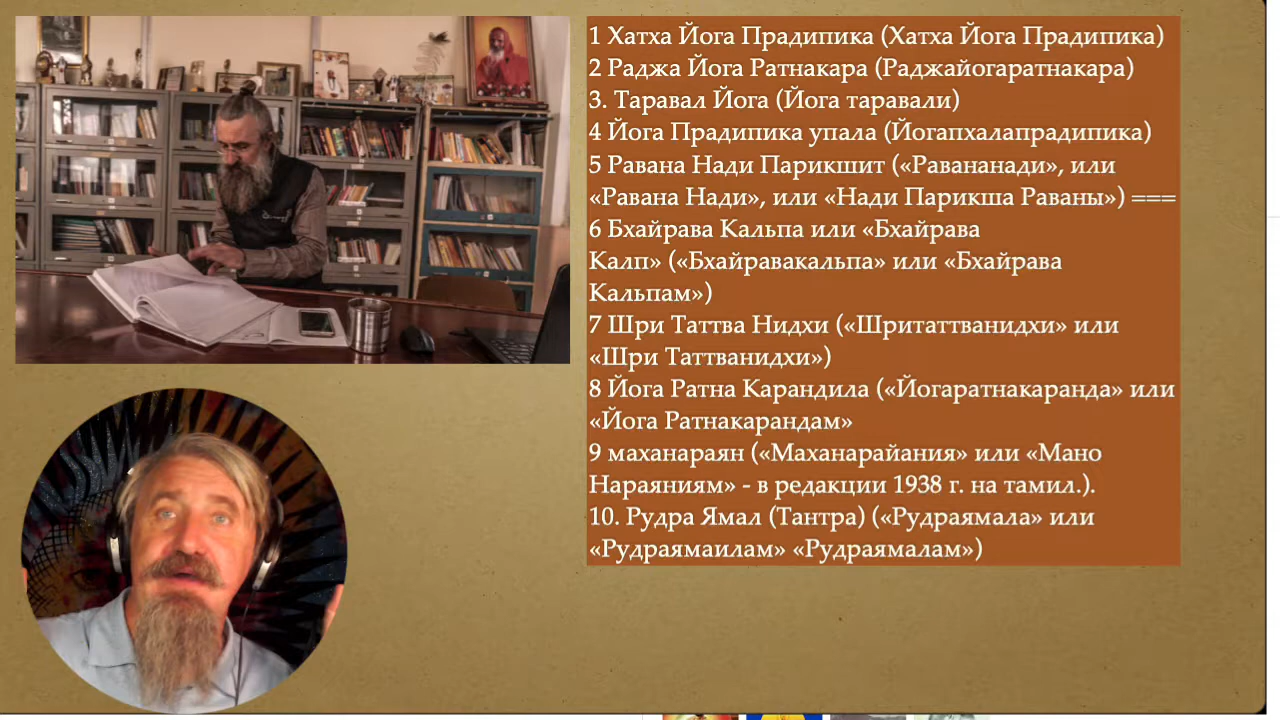 1 Хатха Йога Прадипика (Хатха Йога Прадипика)
2 Раджа Йога Ратнакара (Раджайогаратнакара)
3. Таравал Йога (Йога таравали)
4 Йога Прадипика упала (Йогапхалапрадипика)
5 Равана Нади Парикшит («Равананади», или
«Равана Нади», или «Нади Парикша Раваны») ===
6 Бхайрава Кальпа или «Бхайрава
Калп» («Бхайравакальпа» или «Бхайрава
Кальпам»)
7 Шри Таттва Нидхи («Шритаттванидхи» или
«Шри Таттванидхи»)
8 Йога Ратна Карандила («Йогаратнакаранда» или
«Йога Ратнакарандам»
9 маханараян («Маханарайания» или «Мано
Нараяниям» - в редакции 1938 г. на тамил.).
10. Рудра Ямал (Тантра) («Рудраямала» или
«Рудраямаилам» «Рудраямалам»)